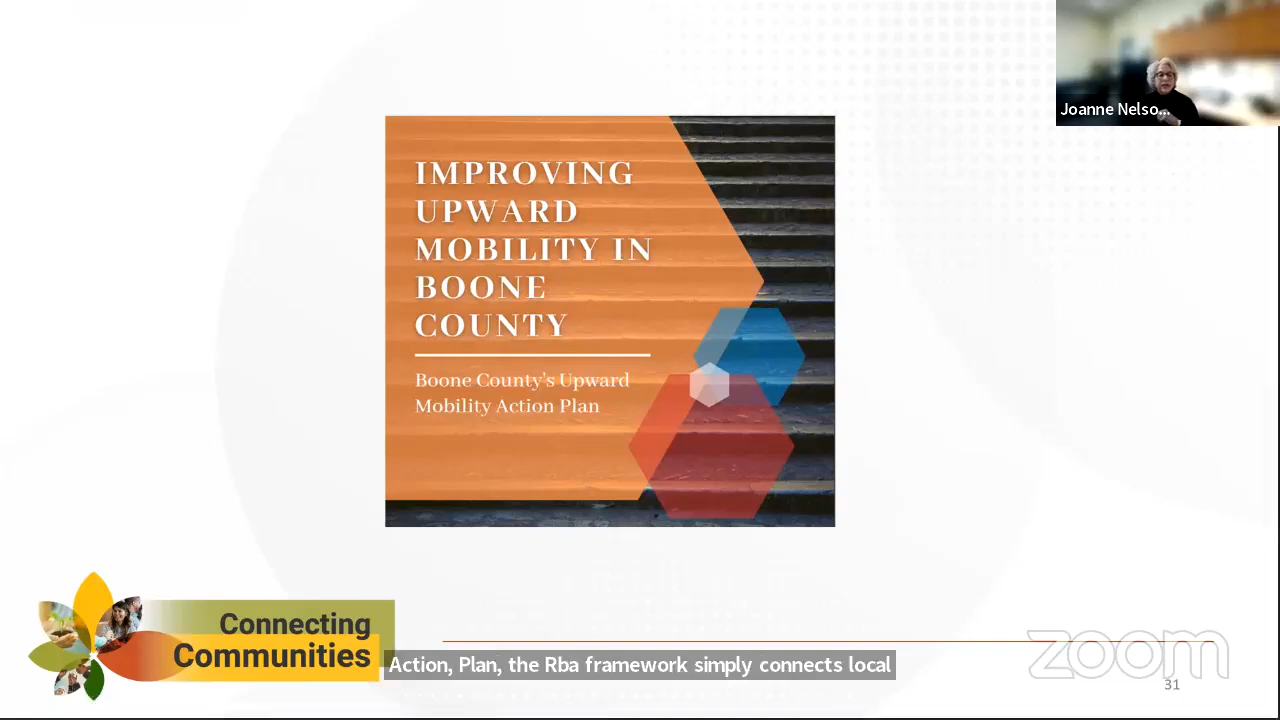 Joanne Nelso...
IMPROVING
UPWARD
MOBILITY IN
BOONE
COUNTY
Boone County's Upward
Mobility Action Plan
Connecting
Communities
Action, Plan, the Rba framework simply connects local
zoom
31